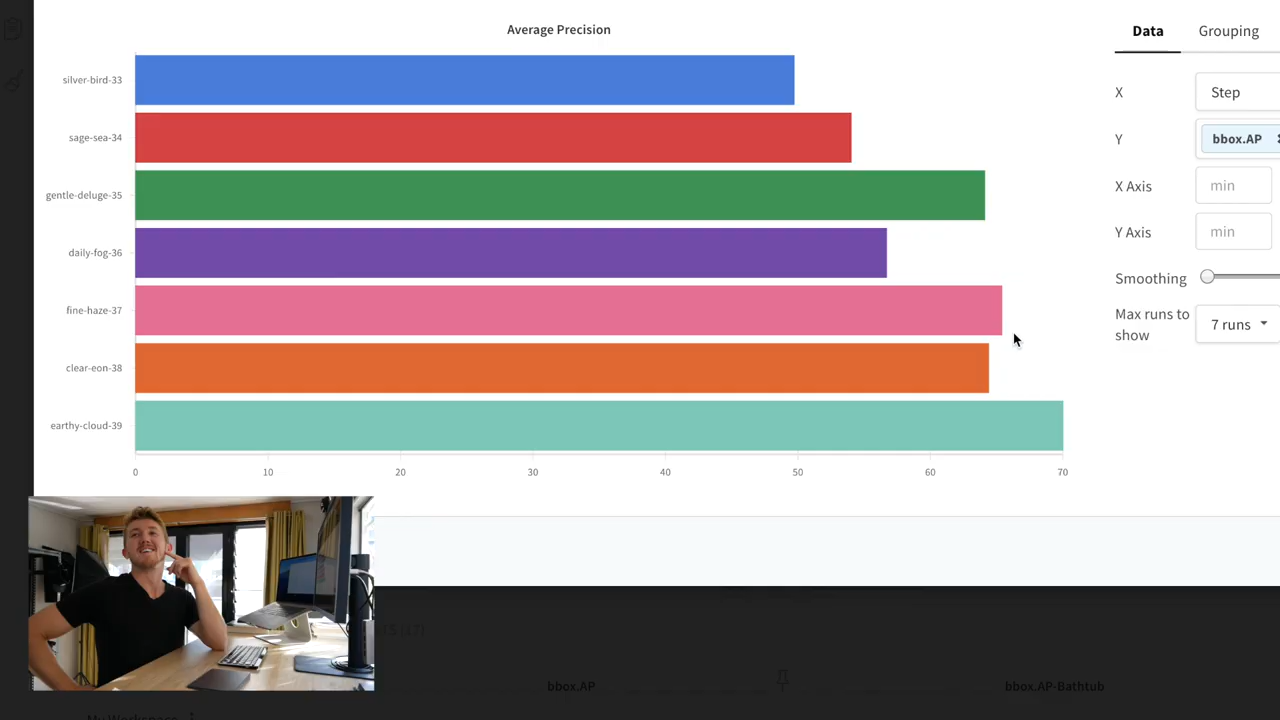 Average Precision
Data
Grouping
silver-bird-33
sage-sea-34
gentle-deluge-35
daily-fog-36
fine-haze-37
clear-eon-38
earthy-cloud-39
0
10
20
30
40
50
60
70
X
Step
Y
bbox.AP
X Axis
min
Y Axis
min
Smoothing
Max runs to
show
7 runs
bbox.AP
bbox.AP-Bathtub
My Workspace